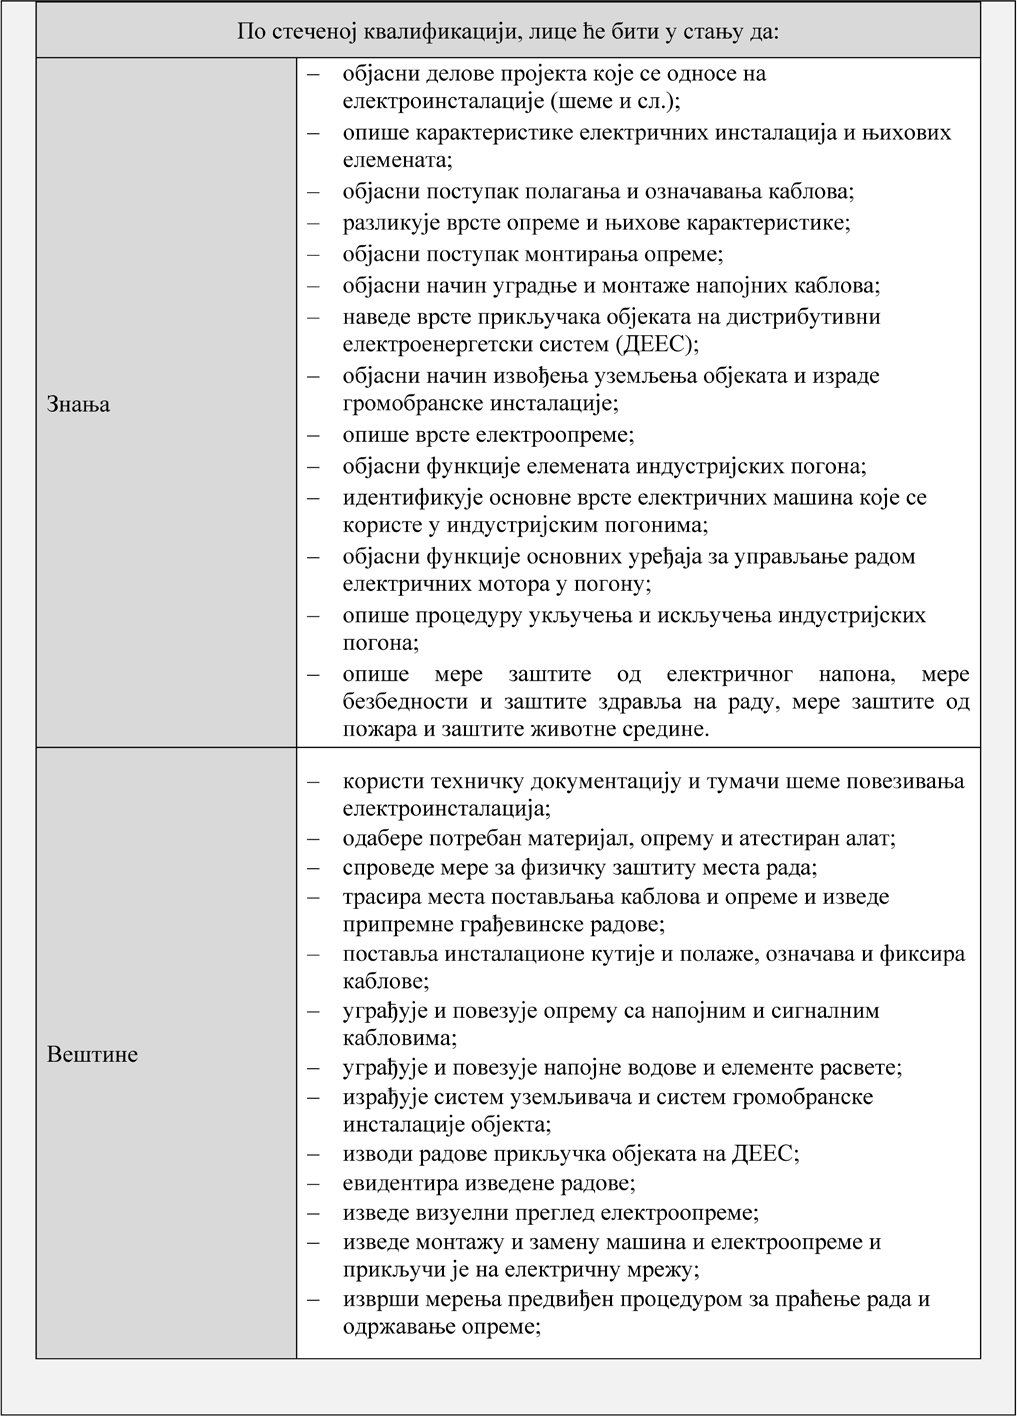 По стеченој квалификацији, лице ће бити у стању да:
Знања
– објасни делове пројекта које се односе на
електроинсталације (шеме и сл.);
– опише карактеристике електричних инсталација и њихових
елемената;
– објасни поступак полагања и означавања каблова;
– разликује врсте опреме и њихове карактеристике;
– објасни поступак монтирања опреме;
– објасни начин уградње и монтаже напојних каблова;
– наведе врсте прикључака објеката на дистрибутивни
електроенергетски систем (ДЕЕС);
– објасни начин извођења уземљења објеката и израде
громобранске инсталације;
– опише врсте електроопреме;
– објасни функције елемената индустријских погона;
– идентификује основне врсте електричних машина које се
користе у индустријским погонима;
– објасни функције основних уређаја за управљање радом
електричних мотора у погону;
– опише процедуру укључења и искључења индустријских
погона;
– опише мере заштите од електричног напона, мере
безбедности и заштите здравља на раду, мере заштите од
пожара и заштите животне средине.
Вештине
– користи техничку документацију и тумачи шеме повезивања
електроинсталација;
– одабере потребан материјал, опрему и атестиран алат;
– спроведе мере за физичку заштиту места рада;
– трасира места постављања каблова и опреме и изведе
припремне грађевинске радове;
– поставља инсталационе кутије и полаже, означава и фиксира
каблове;
– уграђује и повезује опрему са напојним и сигналним
кабловима;
– уграђује и повезује напојне водове и елементе расвете;
– израђује систем уземљивача и систем громобранске
инсталације објекта;
– изводи радове прикључка објеката на ДЕЕС;
– евидентира изведене радове;
– изведе визуелни преглед електроопреме;
– изведе монтажу и замену машина и електроопреме и
прикључи је на електричну мрежу;
– изврши мерења предвиђен процедуром за праћење рада и
одржавање опреме;